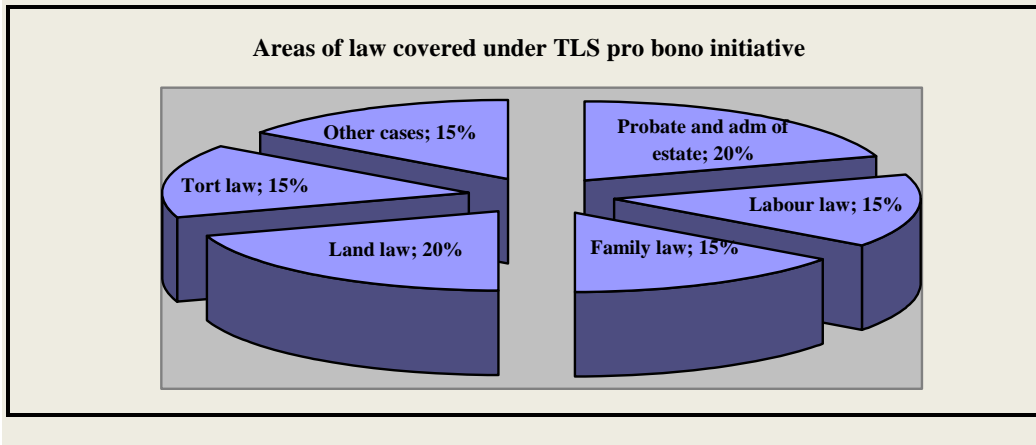 Areas of law covered under TLS pro bono initiative
Other cases; 15%
Probate and adm of
estate; 20%
Tort law; 15%
Labour law; 15%
Land law; 20%
Family law; 15%